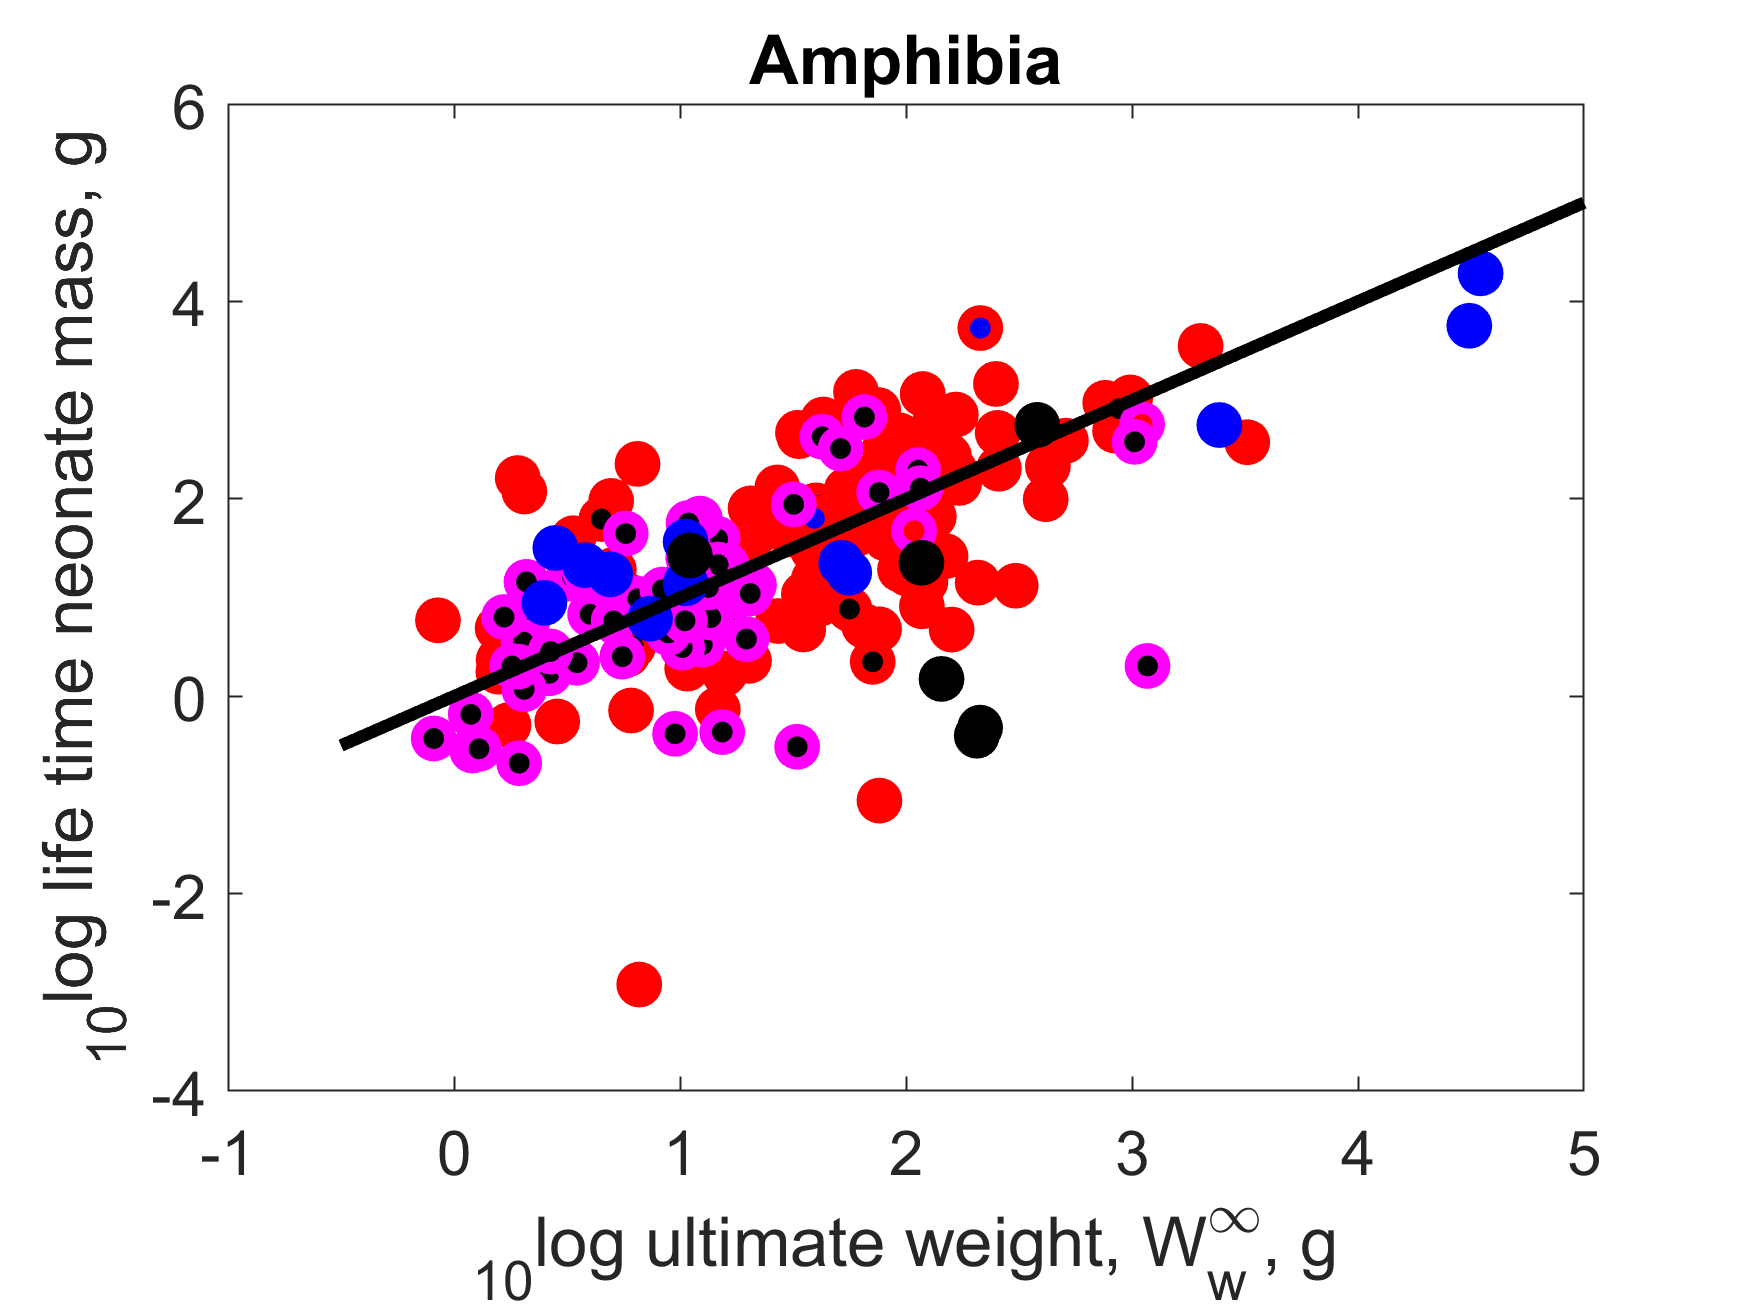 Amphibia
6
4
2
0
-2
-4
10log life time neonate mass, g
-1 0 1 2 3 4 5
10log ultimate weight, W∞w, g